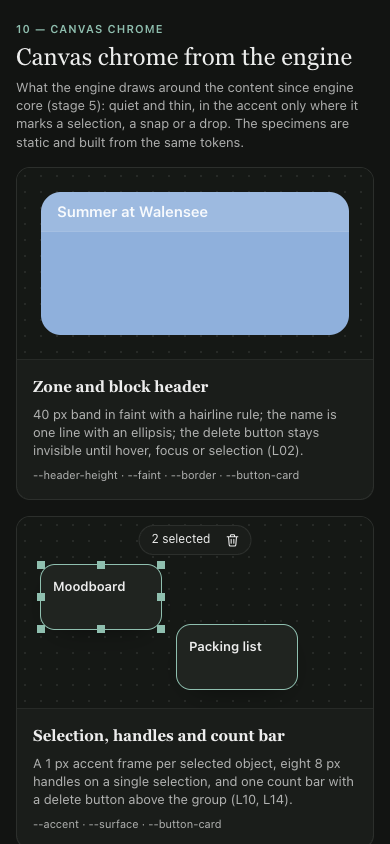 10 — CANVAS CHROME
Canvas chrome from the engine
What the engine draws around the content since engine
core (stage 5): quiet and thin, in the accent only where it
marks a selection, a snap or a drop. The specimens are
static and built from the same tokens.
Summer at Walensee
Zone and block header
40 px band in faint with a hairline rule; the name is
one line with an ellipsis; the delete button stays
invisible until hover, focus or selection (L02).
--header-height · --faint · --border · --button-card
2 selected
Moodboard
Packing list
Selection, handles and count bar
A 1 px accent frame per selected object, eight 8 px
handles on a single selection, and one count bar with
a delete button above the group (L10, L14).
--accent · --surface · --button-card